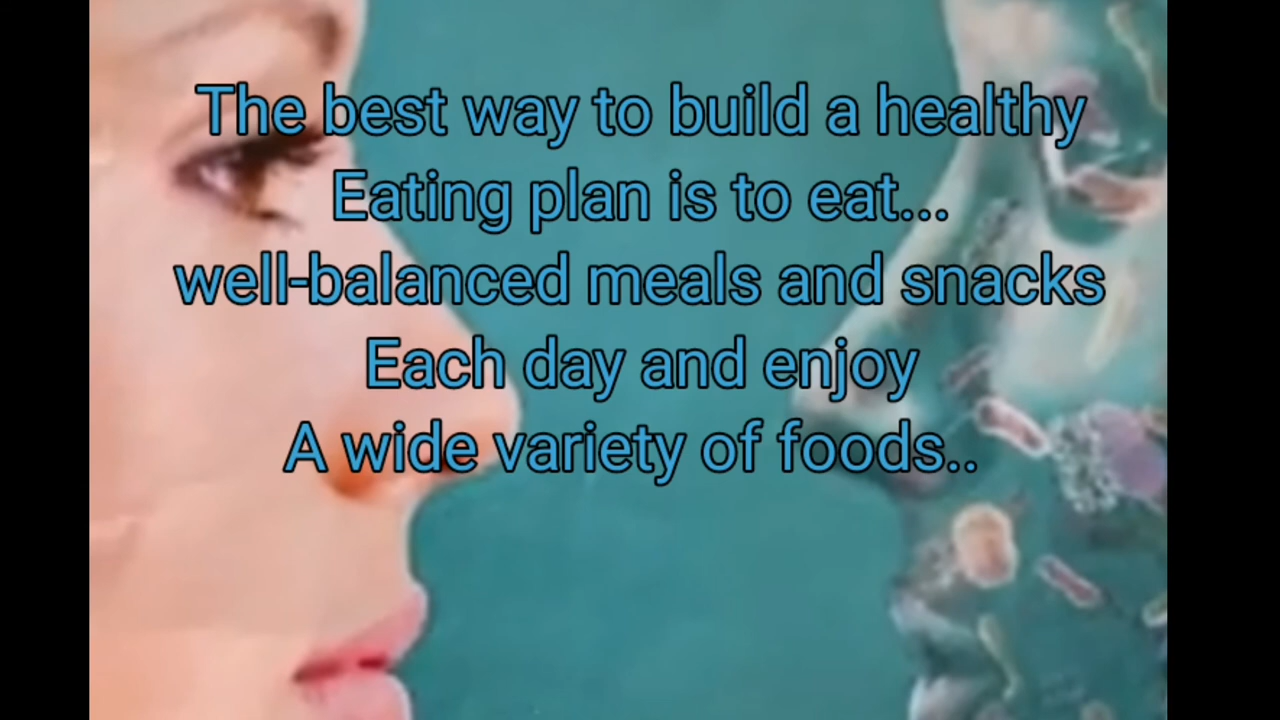 The best way to build a healthy
Eating plan is to eat...
well-balanced meals and snacks
Each day and enjoy
A wide variety of foods..